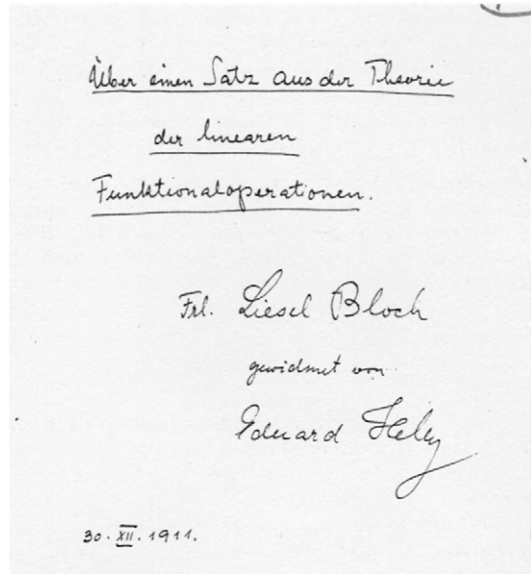 Über einen Satz aus der Theorie
der linearen
Funktionaloperationen.
Frl. Liesel Bloch
gewidmet von
Eduard Helly
30. XII. 1911.